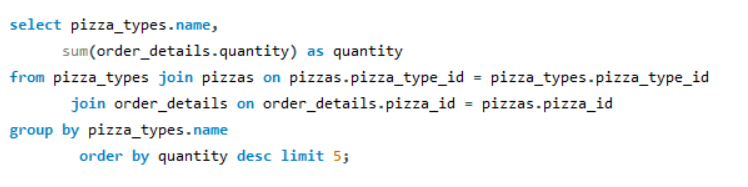 select pizza_types.name,
sum(order_details.quantity) as quantity
from pizza_types join pizzas on pizzas.pizza_type_id = pizza_types.pizza_type_id
join order_details on order_details.pizza_id = pizzas.pizza_id
group by pizza_types.name
order by quantity desc limit 5;